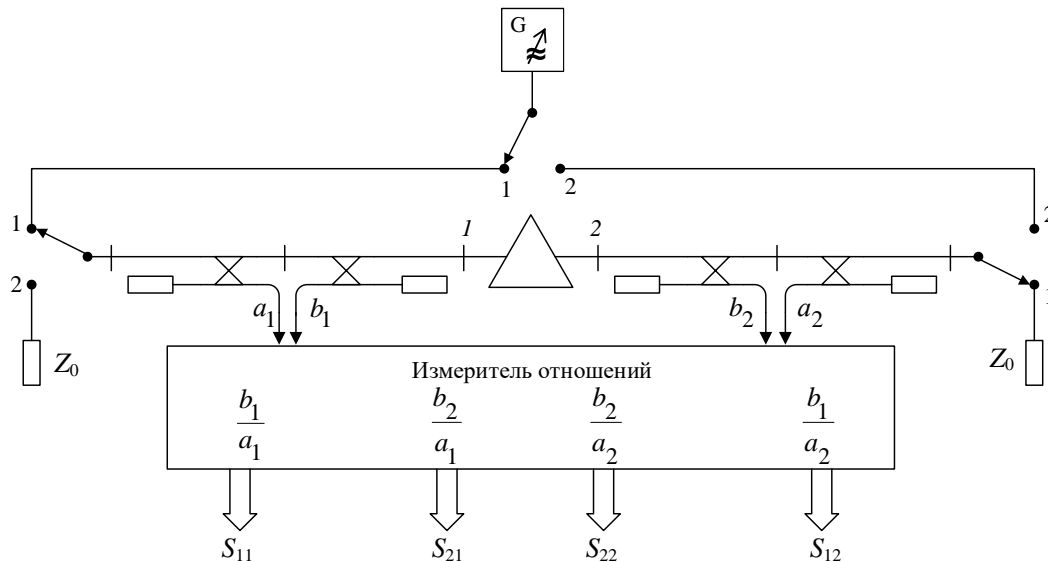 G
1 2
1 1 2 2
2 a1 b1 b2 a2 1
Z0 Z0
Измеритель отношений
b1/a1 b2/a1 b2/a2 b1/a2
S11 S21 S22 S12